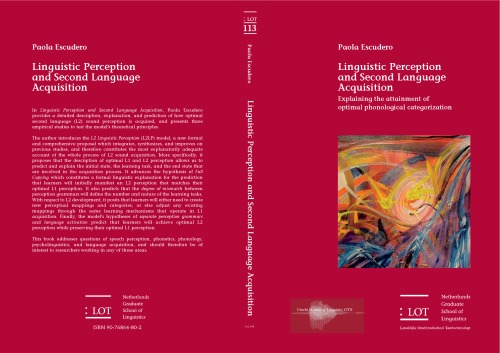 Paola Escudero
Linguistic Perception
and Second Language
Acquisition
In Linguistic Perception and Second Language Acquisition, Paola Escudero
provides a detailed description, explanation, and prediction of how optimal
second language (L2) sound perception is acquired, and presents three
empirical studies to test the model's theoretical principles.
The author introduces the L2 Linguistic Perception (L2LP) model, a new formal
and comprehensive proposal which integrates, synthesizes, and improves on
previous studies, and therefore constitutes the most explanatorily adequate
account of the whole process of L2 sound acquisition. More specifically, it
proposes that the description of optimal L1 and L2 perception allows us to
predict and explain the initial state, the learning task, and the end state that
are involved in the acquisition process. It advances the hypothesis of Full
Copying which constitutes a formal linguistic explanation for the prediction
that learners will initially manifest an L2 perception that matches their
optimal L1 perception. It also predicts that the degree of mismatch between
perception grammars will define the number and nature of the learning tasks.
With respect to L2 development, it posits that learners will either need to create
new perceptual mappings and categories, or else adjust any existing
mappings through the same learning mechanisms that operate in L1
acquisition. Finally, the model's hypotheses of separate perception grammars
and language activation predict that learners will achieve optimal L2
perception while preserving their optimal L1 perception.
This book addresses questions of speech perception, phonetics, phonology,
psycholinguistics, and language acquisition, and should therefore be of
interest to researchers working in any of these areas.
LOT
Netherlands
Graduate
School of
Linguistics
ISBN 90-76864-80-2
LOT
113
Paola Escudero
Linguistic Perception and Second Language Acquisition
Paola Escudero
Linguistic Perception
and Second Language
Acquisition
Explaining the attainment of
optimal phonological categorization
Utrecht Institute of Linguistics OTS
LOT
Netherlands
Graduate
School of
Linguistics
Landelijke Onderzoekschool Taalwetenschap